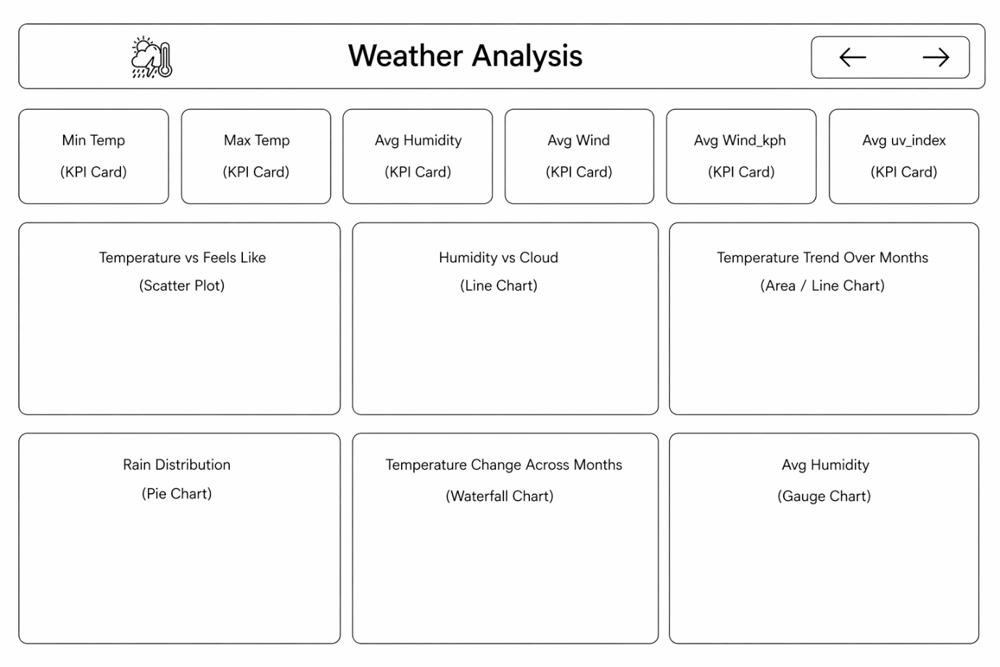 Weather Analysis
Min Temp
(KPI Card)
Max Temp
(KPI Card)
Avg Humidity
(KPI Card)
Avg Wind
(KPI Card)
Avg Wind_kph
(KPI Card)
Avg uv_index
(KPI Card)
Temperature vs Feels Like
(Scatter Plot)
Humidity vs Cloud
(Line Chart)
Temperature Trend Over Months
(Area / Line Chart)
Rain Distribution
(Pie Chart)
Temperature Change Across Months
(Waterfall Chart)
Avg Humidity
(Gauge Chart)